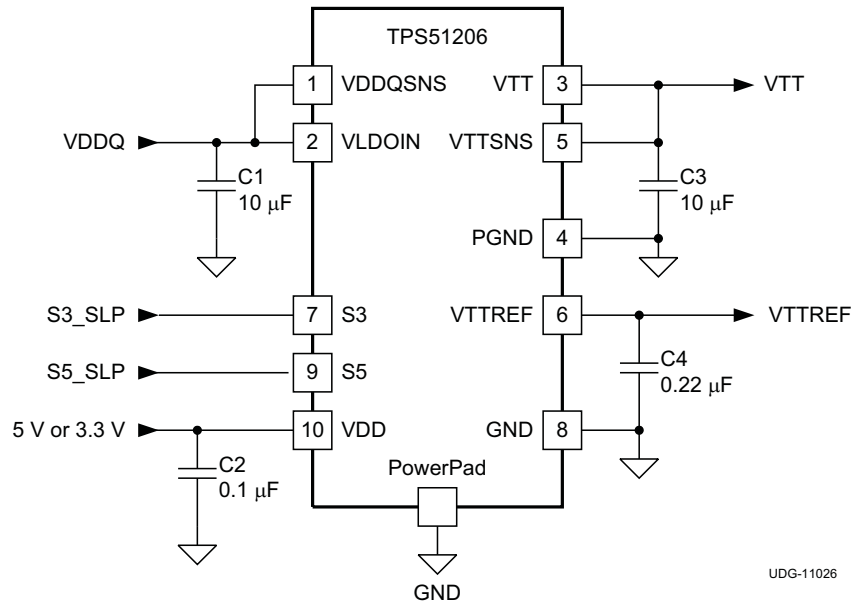 TPS51206
1 VDDQSNS VTT 3 VTT
VDDQ 2 VLDOIN VTTSNS 5
C1
10 μF
C3
10 μF
PGND 4
S3_SLP 7 S3 VTTREF 6 VTTREF
S5_SLP 9 S5
C4
0.22 μF
5 V or 3.3 V 10 VDD GND 8
C2
0.1 μF
PowerPad
GND
UDG-11026